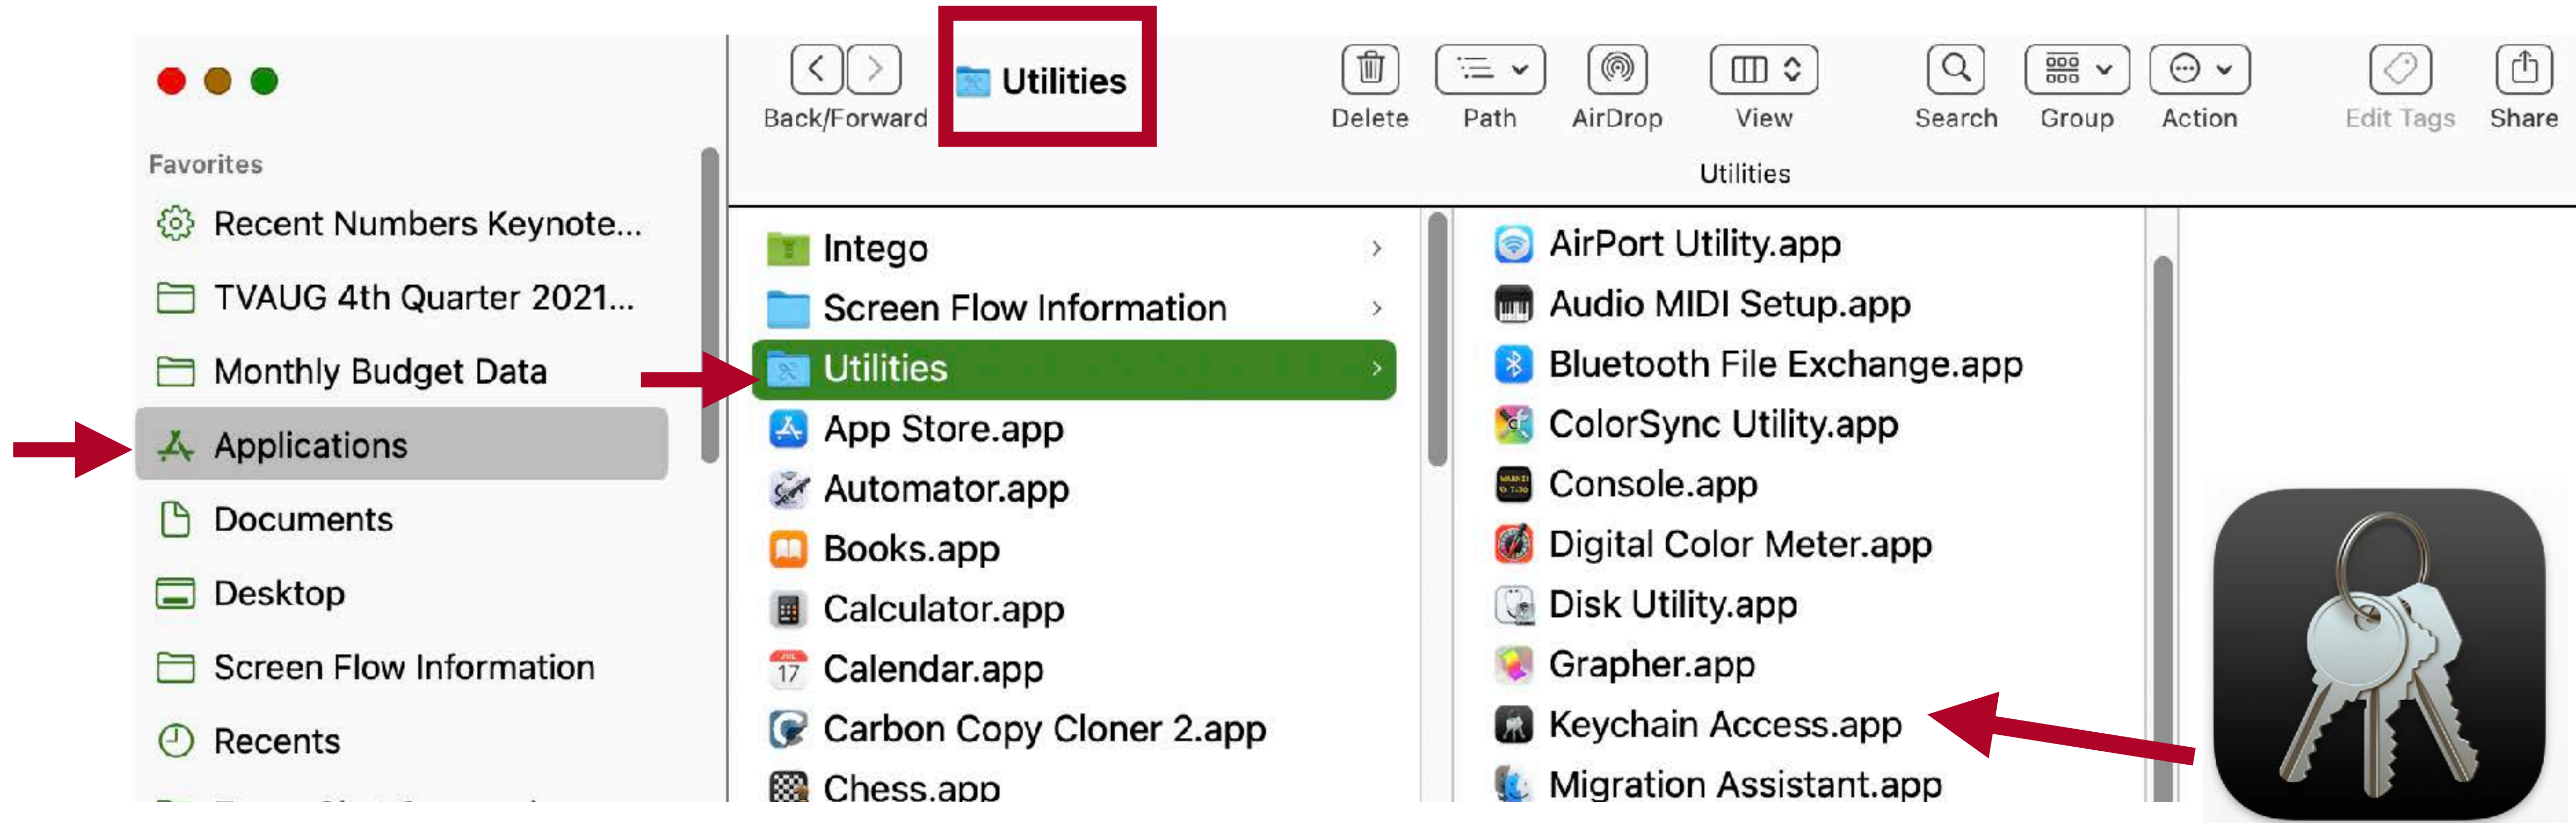 Utilities
Back/Forward
Delete
Path
AirDrop
View
Search
Group
Action
Edit Tags
Share
Utilities
Favorites
Recent Numbers Keynote...
TVAUG 4th Quarter 2021...
Monthly Budget Data
Applications
Documents
Desktop
Screen Flow Information
Recents
Intego
Screen Flow Information
Utilities
App Store.app
Automator.app
Books.app
Calculator.app
JUL
17
Calendar.app
Carbon Copy Cloner 2.app
Chess.app
AirPort Utility.app
Audio MIDI Setup.app
Bluetooth File Exchange.app
ColorSync Utility.app
Console.app
Digital Color Meter.app
Disk Utility.app
Grapher.app
Keychain Access.app
Migration Assistant.app